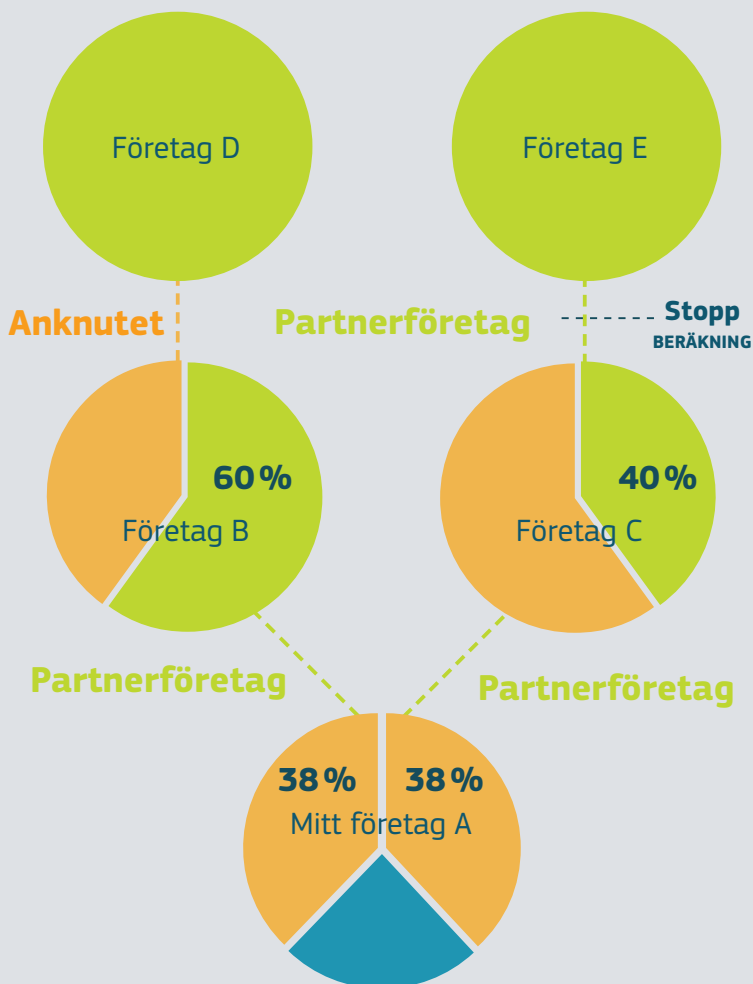 Företag D
Företag E
Anknutet
Partnerföretag
Stopp
BERÄKNING
60 %
Företag B
40 %
Företag C
Partnerföretag
Partnerföretag
38 %
38 %
Mitt företag A